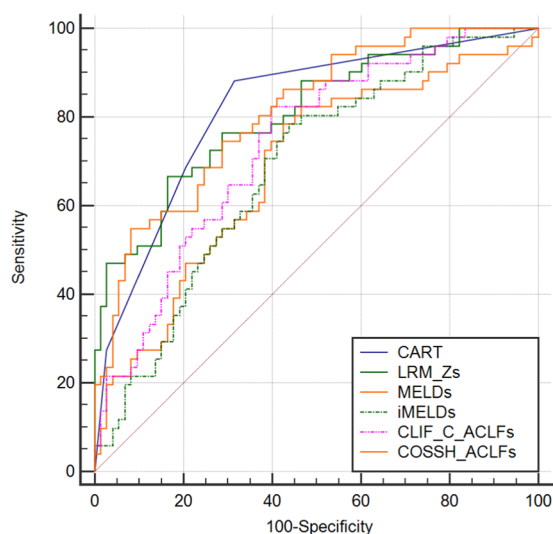 100
80
60
40
20
0
Sensitivity
CART
LRM_Zs
MELDs
iMELDs
CLIF_C_ACLFs
COSSH_ACLFs
0 20 40 60 80 100
100-Specificity